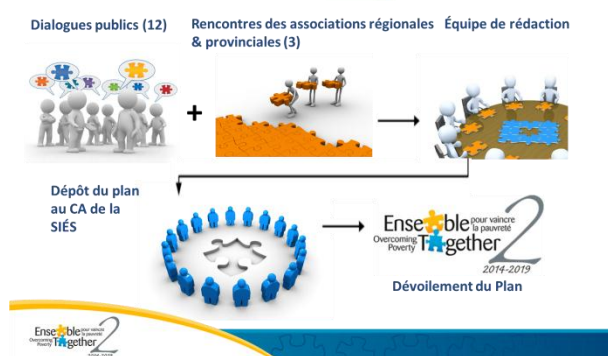 Dialogues publics (12)
Rencontres des associations régionales
& provinciales (3)
Équipe de rédaction
+
Dépôt du plan
au CA de la
SIÉS
Ensemble pour vaincre
la pauvreté
Overcoming
Poverty Together
2
2014-2019
Dévoilement du Plan
Ensemble pour vaincre
la pauvreté
Overcoming
Poverty Together
2
2014-2019